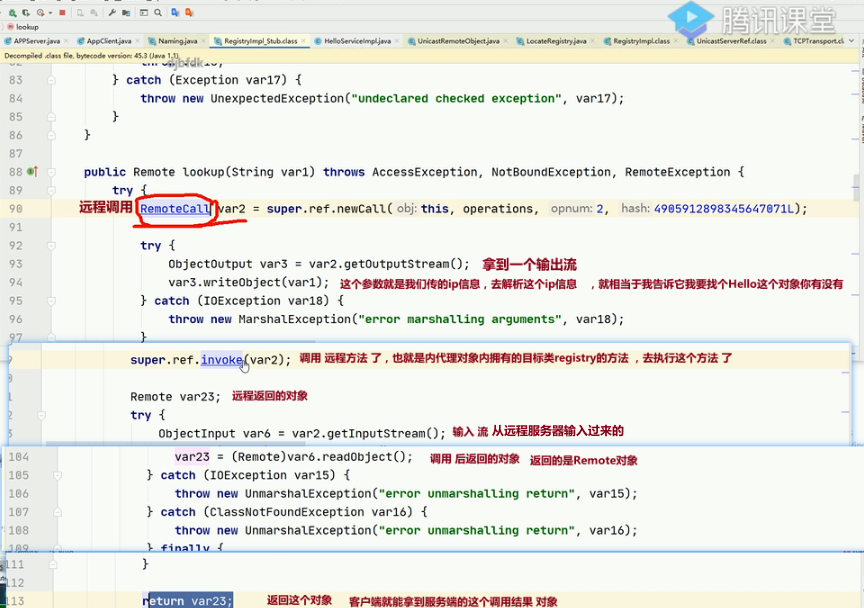 腾讯课堂
lookup
APPServer.java AppClient.java Naming.java RegistryImpl_Stub.class HelloServiceImpl.java UnicastRemoteObject.java LocateRegistry.java RegistryImpl.class UnicastServerRef.class TCPTransport.cl
Decompiled .class file, bytecode version: 45.3 (Java 1.1)
83 } catch (Exception var17) {
84 throw new UnexpectedException("undeclared checked exception", var17);
85 }
86 }
87
88 public Remote lookup(String var1) throws AccessException, NotBoundException, RemoteException {
89 try {
90 远程调用 RemoteCall var2 = super.ref.newCall( obj: this, operations, opnum: 2, hash: 4905912898345647071L);
91
92 try {
93 ObjectOutput var3 = var2.getOutputStream(); 拿到一个输出流
94 var3.writeObject(var1); 这个参数就是我们传的ip信息，去解析这个ip信息 ，就相当于我告诉它我要找个Hello这个对象你有没有
95 } catch (IOException var18) {
96 throw new MarshalException("error marshalling arguments", var18);
97 }
9 super.ref.invoke(var2); 调用 远程方法 了，也就是内代理对象内拥有的目标类registry的方法 ，去执行这个方法 了
0
1 Remote var23; 远程返回的对象
2 try {
3 ObjectInput var6 = var2.getInputStream(); 输入 流 从远程服务器输入过来的
104 var23 = (Remote)var6.readObject(); 调用 后返回的对象 返回的是Remote对象
105 } catch (IOException var15) {
106 throw new UnmarshalException("error unmarshalling return", var15);
107 } catch (ClassNotFoundException var16) {
108 throw new UnmarshalException("error unmarshalling return", var16);
109 } finally {
111 }
112
113 return var23; 返回这个对象 客户端就能拿到服务端的这个调用结果 对象